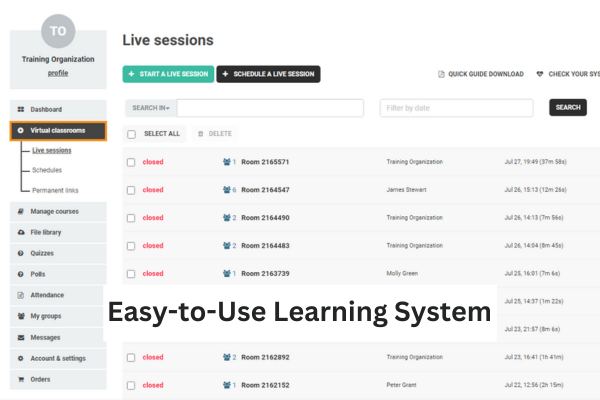 TO
Training Organization
profile
Dashboard
Virtual classrooms
Live sessions
Schedules
Permanent links
Manage courses
File library
Quizzes
Polls
Attendance
My groups
Messages
Account & settings
Orders
Live sessions
+ START A LIVE SESSION + SCHEDULE A LIVE SESSION QUICK GUIDE DOWNLOAD CHECK YOUR SYS
SEARCH IN Filter by date SEARCH
SELECT ALL DELETE
closed 1 Room 2165571 Training Organization Jul 27, 19:49 (37m 58s)
closed 6 Room 2164547 James Stewart Jul 26, 15:13 (12m 26s)
closed 2 Room 2164490 Training Organization Jul 26, 14:13 (7m 56s)
closed 2 Room 2164483 Training Organization Jul 26, 14:04 (8m 45s)
closed 1 Room 2163739 Molly Green Jul 25, 16:01 (7m 6s)
Jul 25, 14:37 (1m 22s)
Easy-to-Use Learning System
Jul 23, 21:57 (8m 6s)
closed 2 Room 2162892 Training Organization Jul 23, 16:41 (1h 41m)
closed 1 Room 2162152 Peter Grant Jul 22, 12:56 (2h 15m)